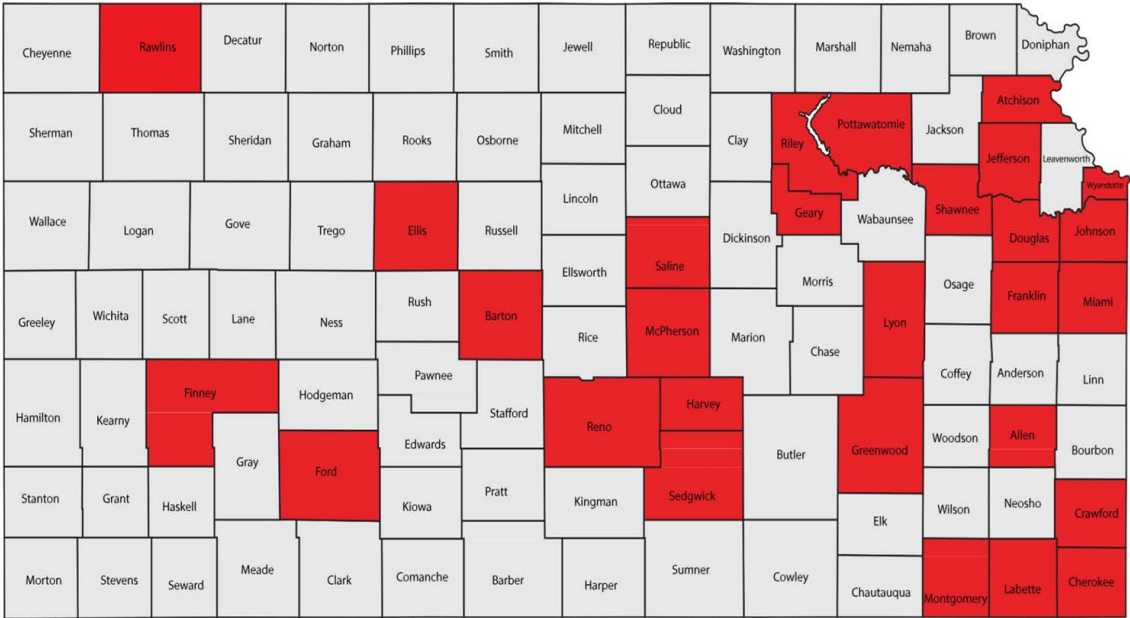 Cheyenne
Rawlins
Decatur
Norton
Phillips
Smith
Jewell
Republic
Washington
Marshall
Nemaha
Brown
Doniphan
Sherman
Thomas
Sheridan
Graham
Rooks
Osborne
Mitchell
Cloud
Clay
Riley
Pottawatomie
Jackson
Atchison
Jefferson
Leavenworth
Wyandotte
Wallace
Logan
Gove
Trego
Ellis
Russell
Lincoln
Ottawa
Saline
Dickinson
Geary
Wabaunsee
Shawnee
Douglas
Johnson
Greeley
Wichita
Scott
Lane
Ness
Rush
Barton
Ellsworth
Rice
McPherson
Marion
Morris
Chase
Lyon
Osage
Franklin
Miami
Hamilton
Kearny
Finney
Hodgeman
Pawnee
Stafford
Edwards
Reno
Harvey
Sedgwick
Butler
Greenwood
Coffey
Anderson
Linn
Woodson
Allen
Bourbon
Stanton
Grant
Haskell
Gray
Ford
Kiowa
Pratt
Kingman
Elk
Wilson
Neosho
Crawford
Morton
Stevens
Seward
Meade
Clark
Comanche
Barber
Harper
Sumner
Cowley
Chautauqua
Montgomery
Labette
Cherokee